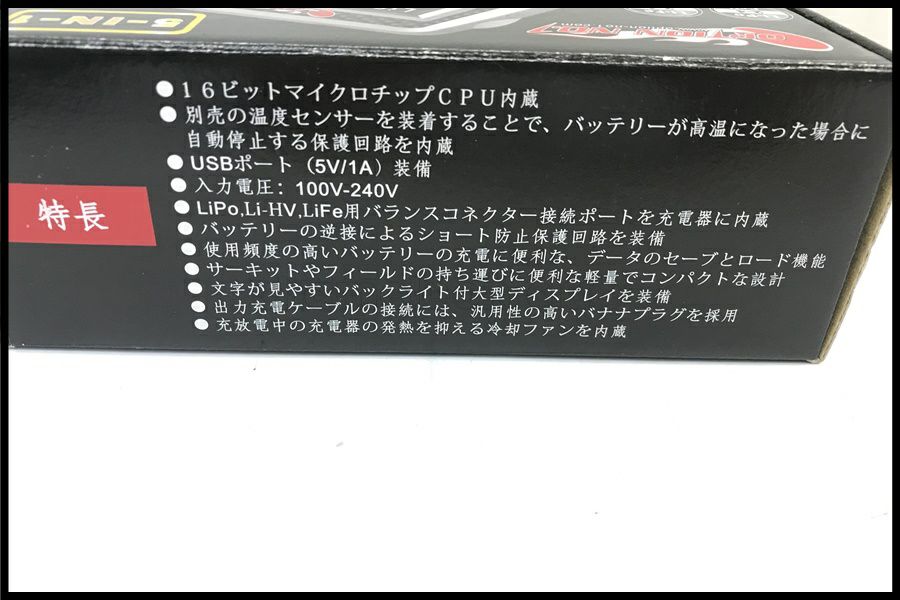 OPTION No.7
特長
●１６ビットマイクロチップＣＰＵ内蔵
●別売の温度センサーを装着することで、バッテリーが高温になった場合に
自動停止する保護回路を内蔵
●USBポート（5V/1A）装備
●入力電圧：100V-240V
●LiPo,Li-HV,LiFe用バランスコネクター接続ポートを充電器に内蔵
●バッテリーの逆接によるショート防止保護回路を装備
●使用頻度の高いバッテリーの充電に便利な、データのセーブとロード機能
●サーキットやフィールドの持ち運びに便利な軽量でコンパクトな設計
●文字が見やすいバックライト付大型ディスプレイを装備
●出力充電ケーブルの接続には、汎用性の高いバナナプラグを採用
●充放電中の充電器の発熱を抑える冷却ファンを内蔵